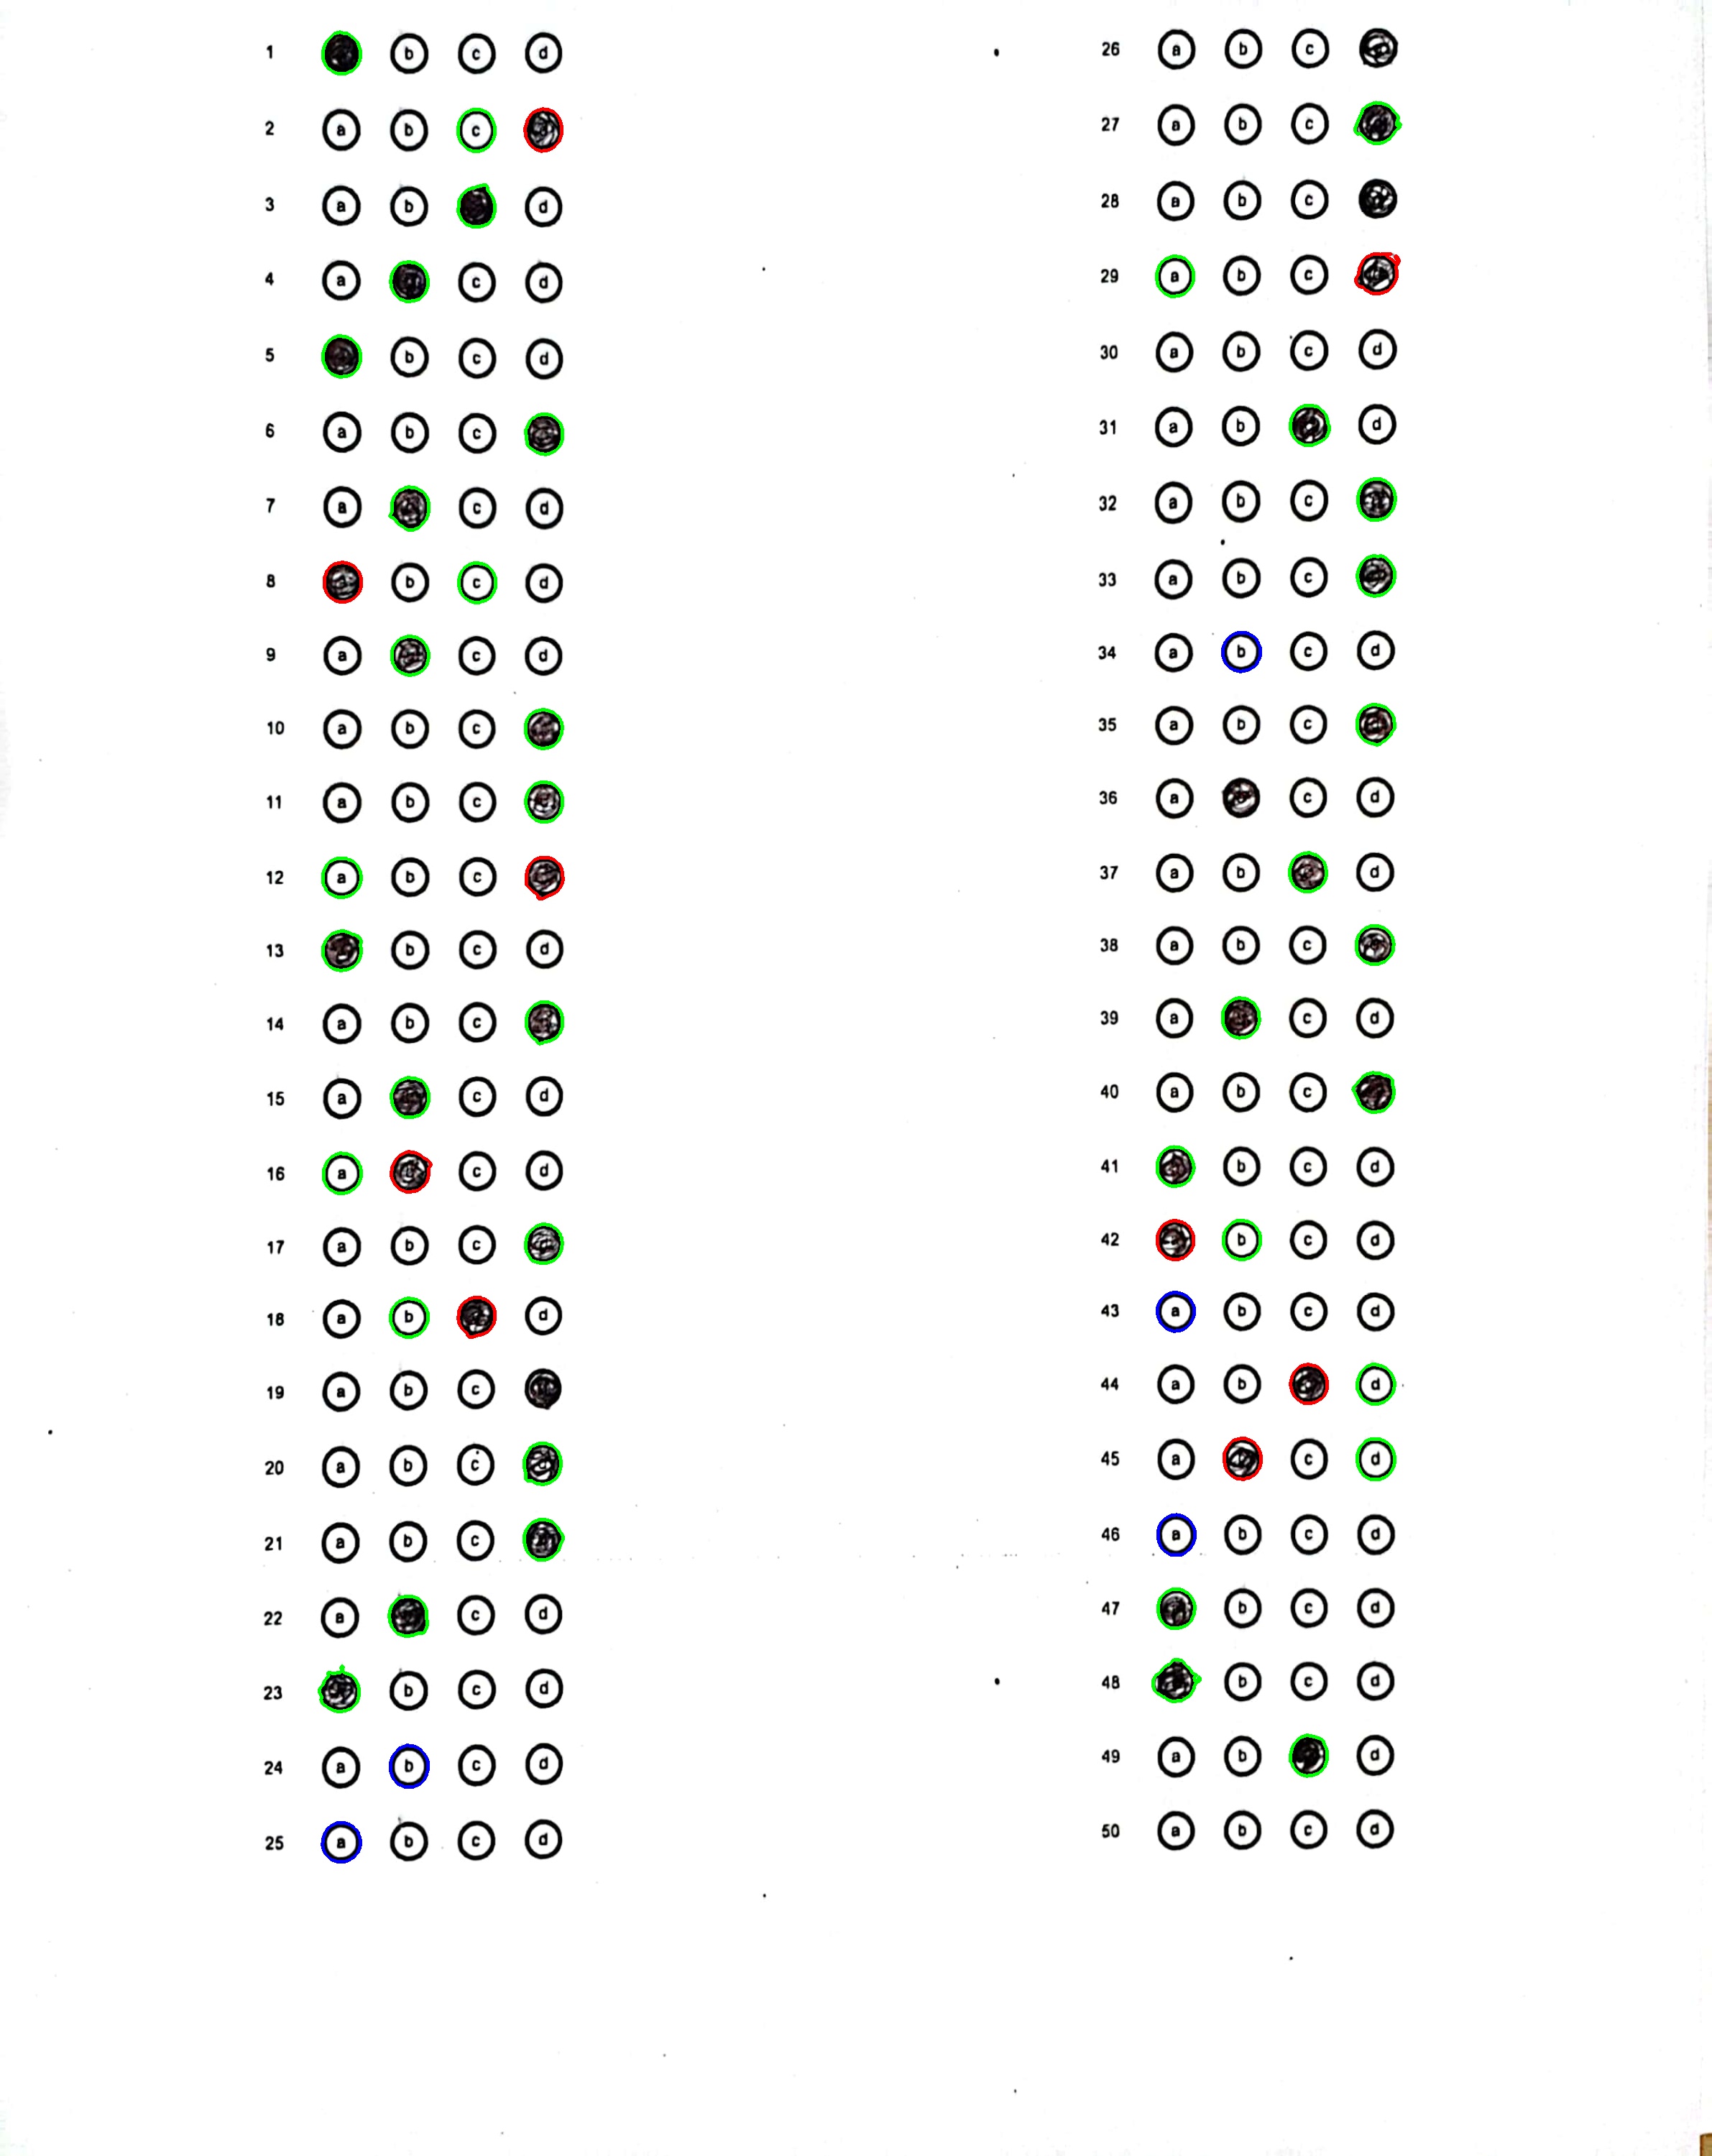 1 b c d
2 a b c
3 a b d
4 a c d
5 b c d
6 a b c
7 a c d
8 b c d
9 a c d
10 a b c
11 a b c
12 a b c
13 b c d
14 a b c
15 a c d
16 a c d
17 a b c
18 a b d
19 a b c
20 a b c
21 a b c
22 a c d
23 b c d
24 a b c d
25 a b c d
26 a b c
27 a b c
28 a b c
29 a b c
30 a b c d
31 a b d
32 a b c
33 a b c
34 a b c d
35 a b c
36 a c d
37 a b d
38 a b c
39 a c d
40 a b c
41 b c d
42 b c d
43 a b c d
44 a b d
45 a c d
46 a b c d
47 b c d
48 b c d
49 a b d
50 a b c d